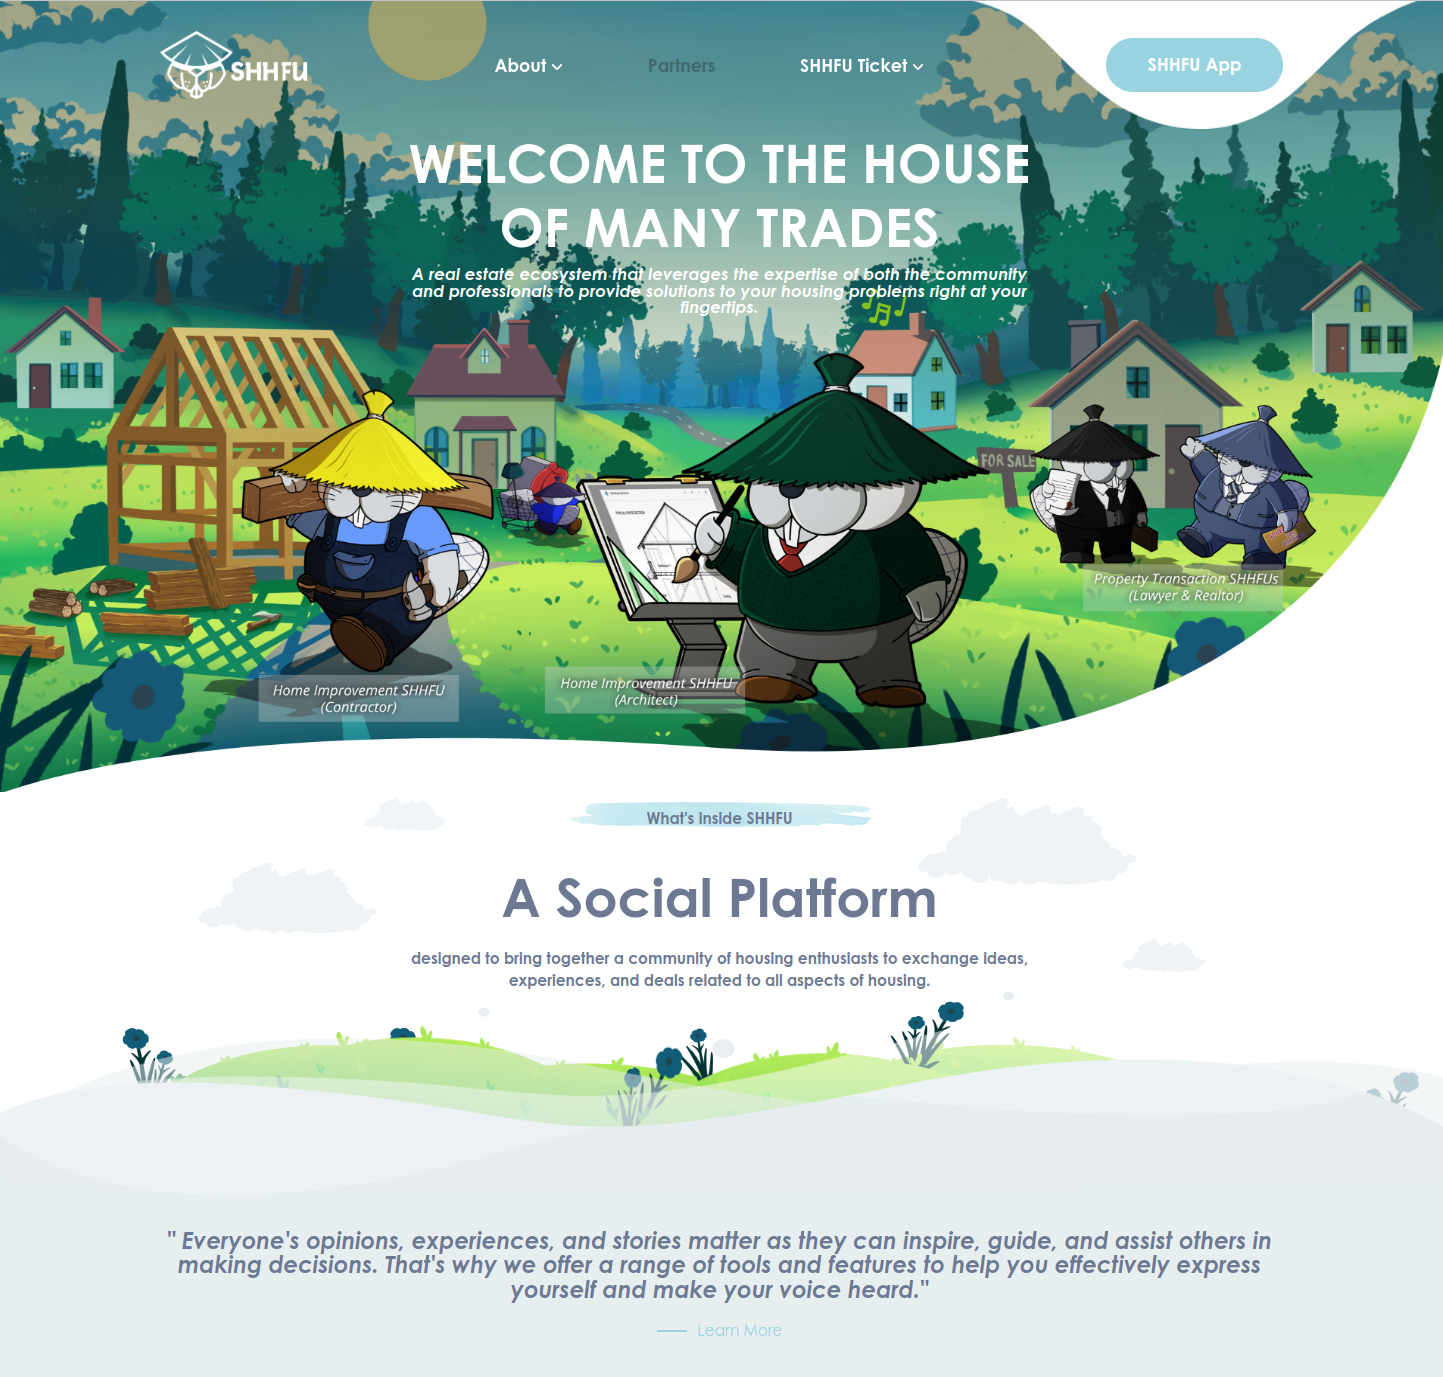 SHHFU
About
Partners
SHHFU Ticket
SHHFU App
WELCOME TO THE HOUSE
OF MANY TRADES
A real estate ecosystem that leverages the expertise of both the community
and professionals to provide solutions to your housing problems right at your
fingertips.
FOR SALE
Property Transaction SHHFUs
(Lawyer & Realtor)
Home Improvement SHHFU
(Contractor)
Home Improvement SHHFU
(Architect)
What's inside SHHFU
A Social Platform
designed to bring together a community of housing enthusiasts to exchange ideas,
experiences, and deals related to all aspects of housing.
" Everyone's opinions, experiences, and stories matter as they can inspire, guide, and assist others in
making decisions. That's why we offer a range of tools and features to help you effectively express
yourself and make your voice heard."
Learn More